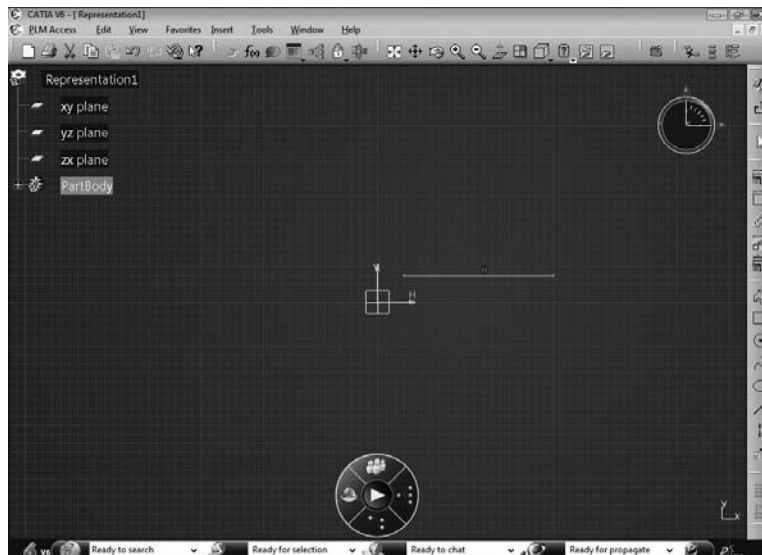 CATIA V6 - [ Representation1]
PLM Access Edit View Favorites Insert Tools Window Help
Representation1
xy plane
yz plane
zx plane
PartBody
V
H
H
y
x
V6 Ready to search Ready for selection Ready to chat Ready for propagate